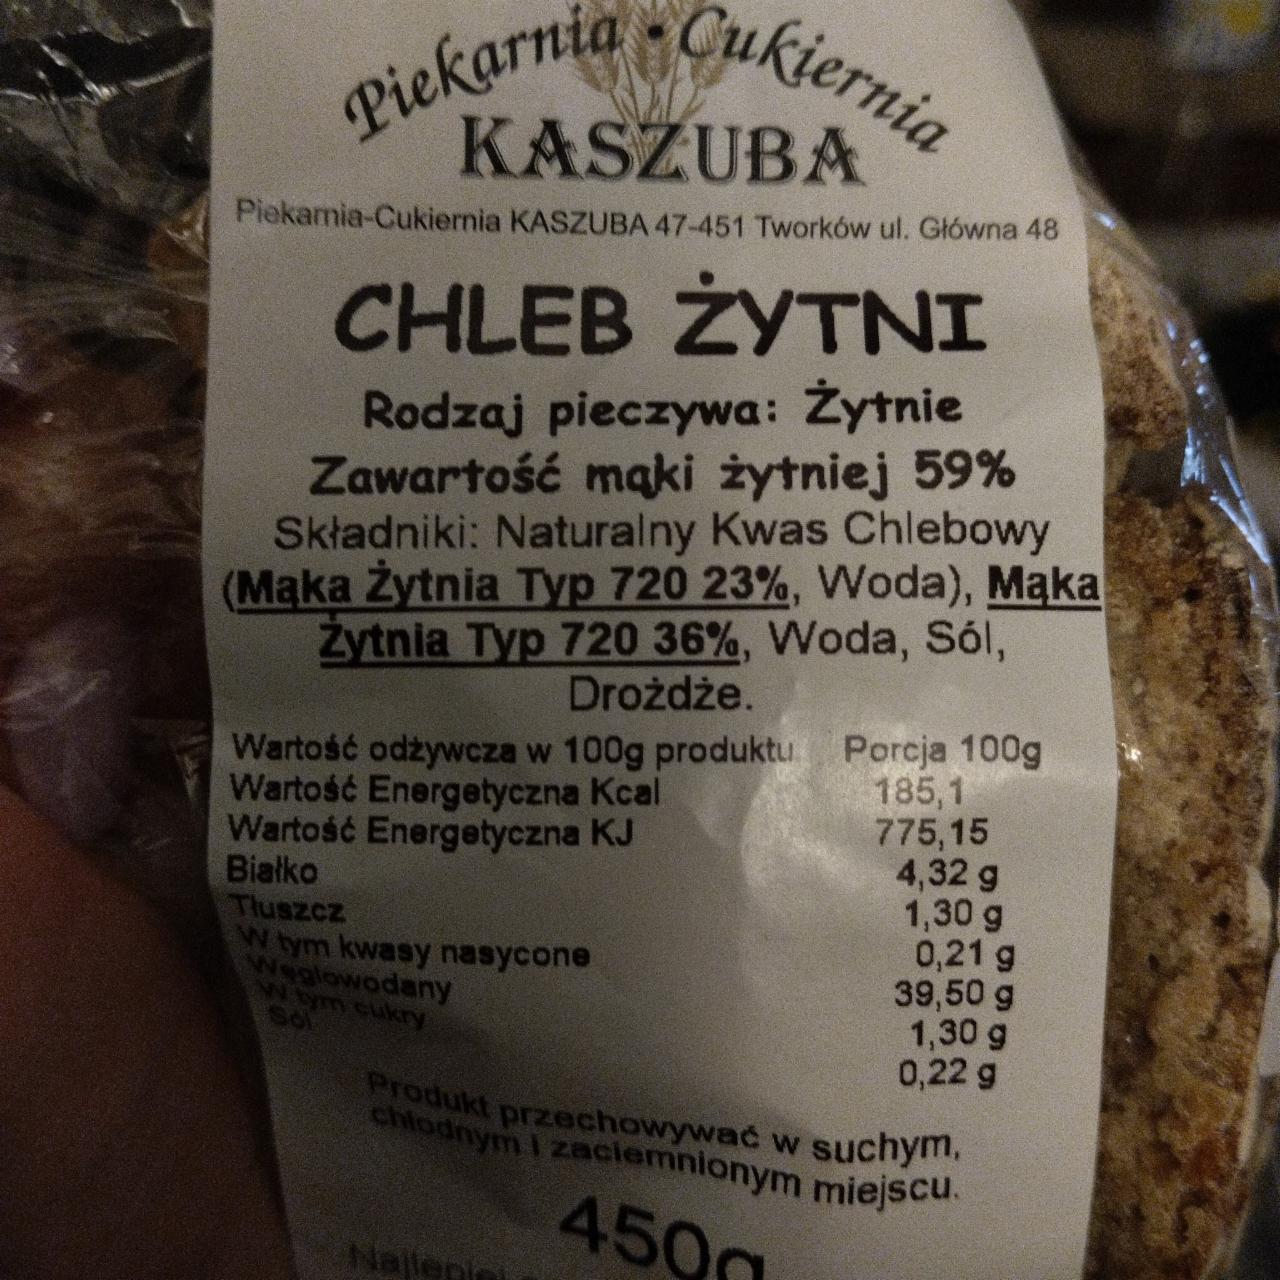 Piekarnia • Cukiernia
KASZUBA
Piekarnia-Cukiernia KASZUBA 47-451 Tworków ul. Główna 48
CHLEB ŻYTNI
Rodzaj pieczywa: Żytnie
Zawartość mąki żytniej 59%
Składniki: Naturalny Kwas Chlebowy
(Mąka Żytnia Typ 720 23%, Woda), Mąka
Żytnia Typ 720 36%, Woda, Sól,
Drożdże.
Wartość odżywcza w 100g produktu Porcja 100g
Wartość Energetyczna Kcal 185,1
Wartość Energetyczna KJ 775,15
Białko 4,32 g
Tłuszcz 1,30 g
W tym kwasy nasycone 0,21 g
Węglowodany 39,50 g
W tym cukry 1,30 g
Sól 0,22 g
Produkt przechowywać w suchym,
chłodnym i zaciemnionym miejscu.
450g